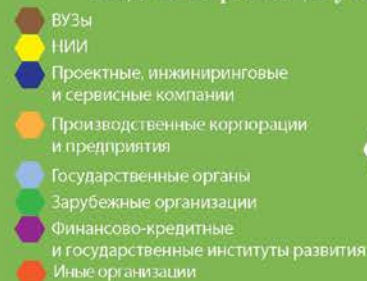 ВУЗы
НИИ
Проектные, инжиниринговые
и сервисные компании
Производственные корпорации
и предприятия
Государственные органы
Зарубежные организации
Финансово-кредитные
и государственные институты развития
Иные организации